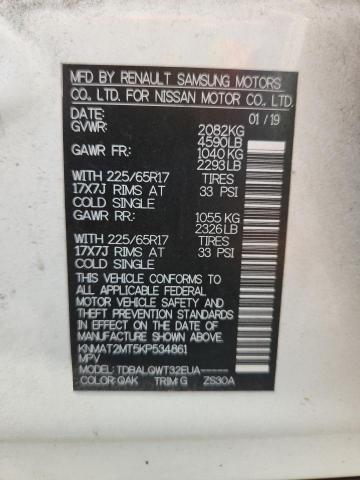 MFD BY RENAULT SAMSUNG MOTORS
CO., LTD. FOR NISSAN MOTOR CO., LTD.
DATE: 01/19
GVWR: 2082KG
4590LB
GAWR FR: 1040 KG
2293LB
WITH 225/65R17 TIRES
17X7J RIMS AT 33 PSI
COLD SINGLE
GAWR RR: 1055 KG
2326LB
WITH 225/65R17 TIRES
17X7J RIMS AT 33 PSI
COLD SINGLE
THIS VEHICLE CONFORMS TO
ALL APPLICABLE FEDERAL
MOTOR VEHICLE SAFETY AND
THEFT PREVENTION STANDARDS
IN EFFECT ON THE DATE OF
MANUFACTURE SHOWN ABOVE.
KNMAT2MT5KP534861
MPV
MODEL: TDBALQWT32EUA-----
COLOR: QAK TRIM: G ZS30A